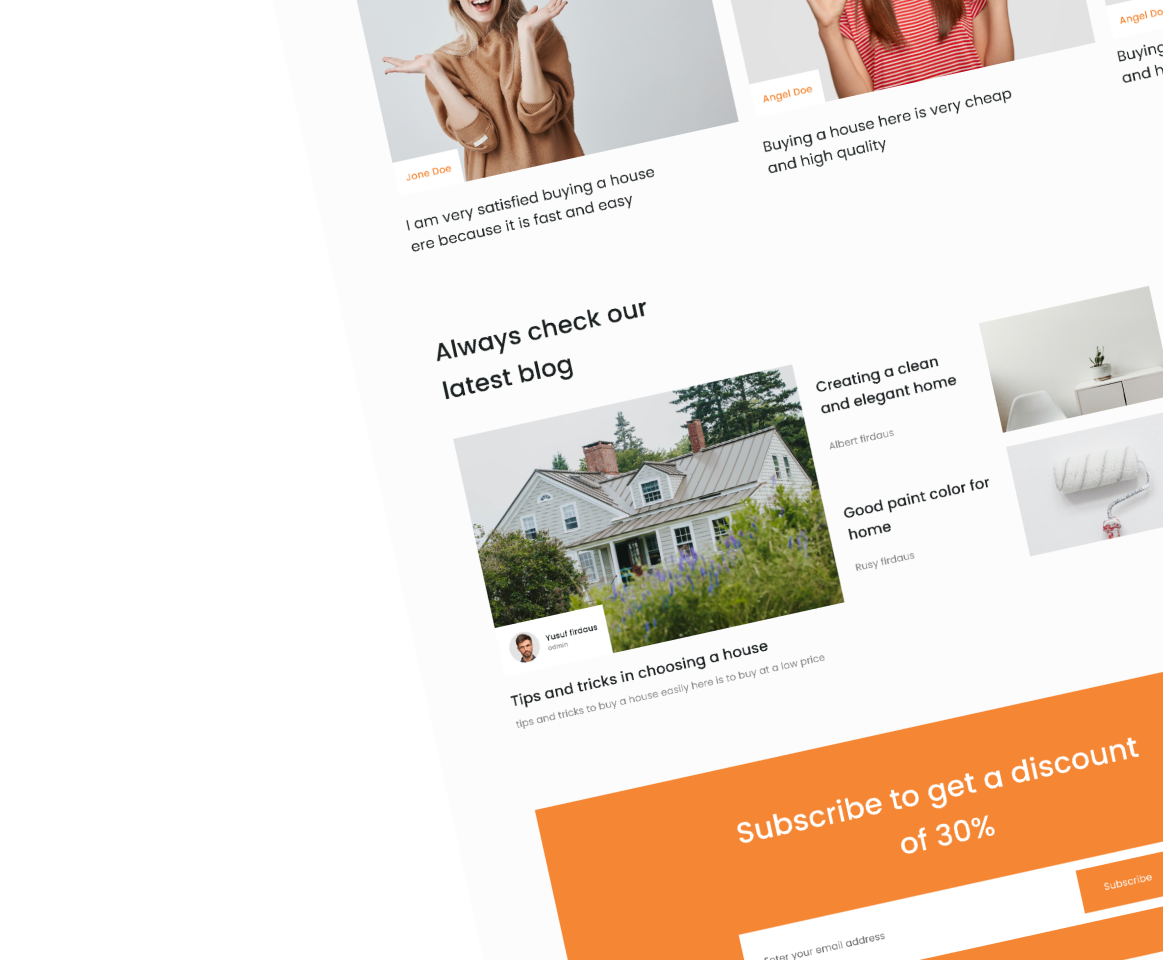 Jone Doe
I am very satisfied buying a house
ere because it is fast and easy
Angel Doe
Buying a house here is very cheap
and high quality
Angel Do
Buying
and h
Always check our
latest blog
Yusuf firdaus
admin
Tips and tricks in choosing a house
tips and tricks to buy a house easily here is to buy at a low price
Creating a clean
and elegant home
Albert firdaus
Good paint color for
home
Rusy firdaus
Subscribe to get a discount
of 30%
Enter your email address
Subscribe